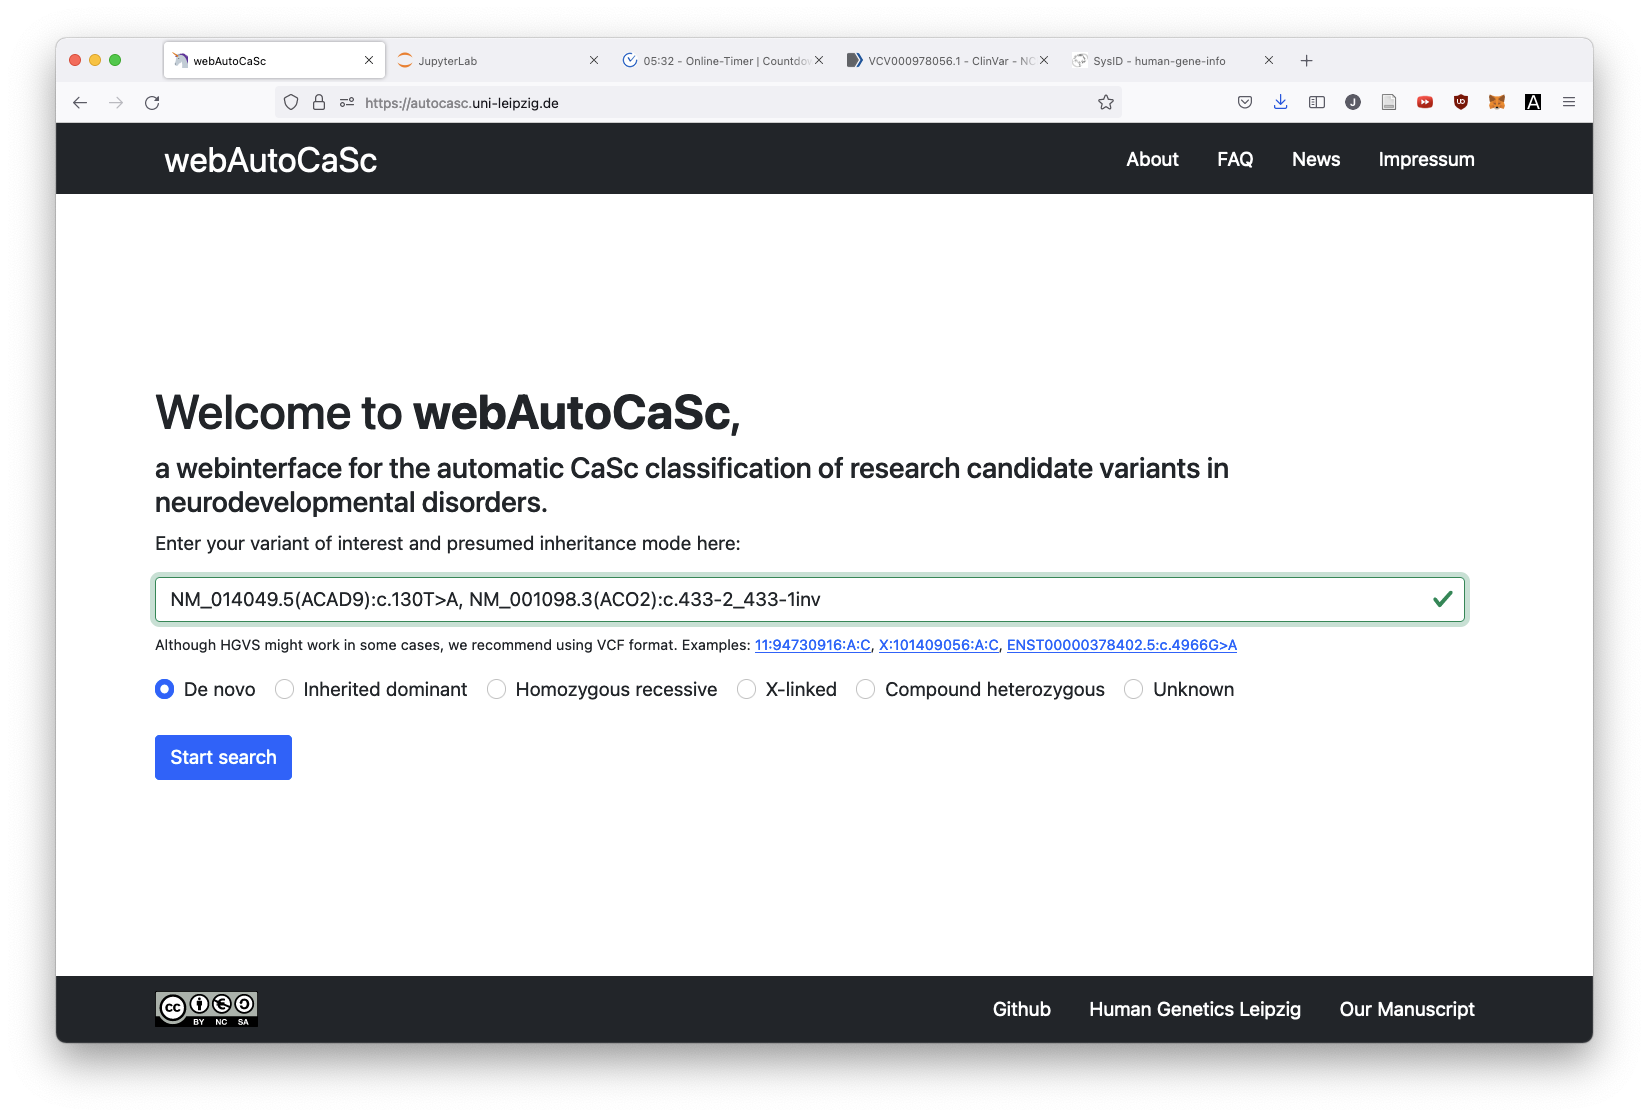 webAutoCaSc
JupyterLab
05:32 - Online-Timer | Countdov
VCV000978056.1 - ClinVar - NC
SysID - human-gene-info
https://autocasc.uni-leipzig.de
J
A
webAutoCaSc
About FAQ News Impressum
Welcome to webAutoCaSc,
a webinterface for the automatic CaSc classification of research candidate variants in
neurodevelopmental disorders.
Enter your variant of interest and presumed inheritance mode here:
NM_014049.5(ACAD9):c.130T>A, NM_001098.3(ACO2):c.433-2_433-1inv
Although HGVS might work in some cases, we recommend using VCF format. Examples: 11:94730916:A:C, X:101409056:A:C, ENST00000378402.5:c.4966G>A
De novo Inherited dominant Homozygous recessive X-linked Compound heterozygous Unknown
Start search
cc
BY NC SA
Github Human Genetics Leipzig Our Manuscript